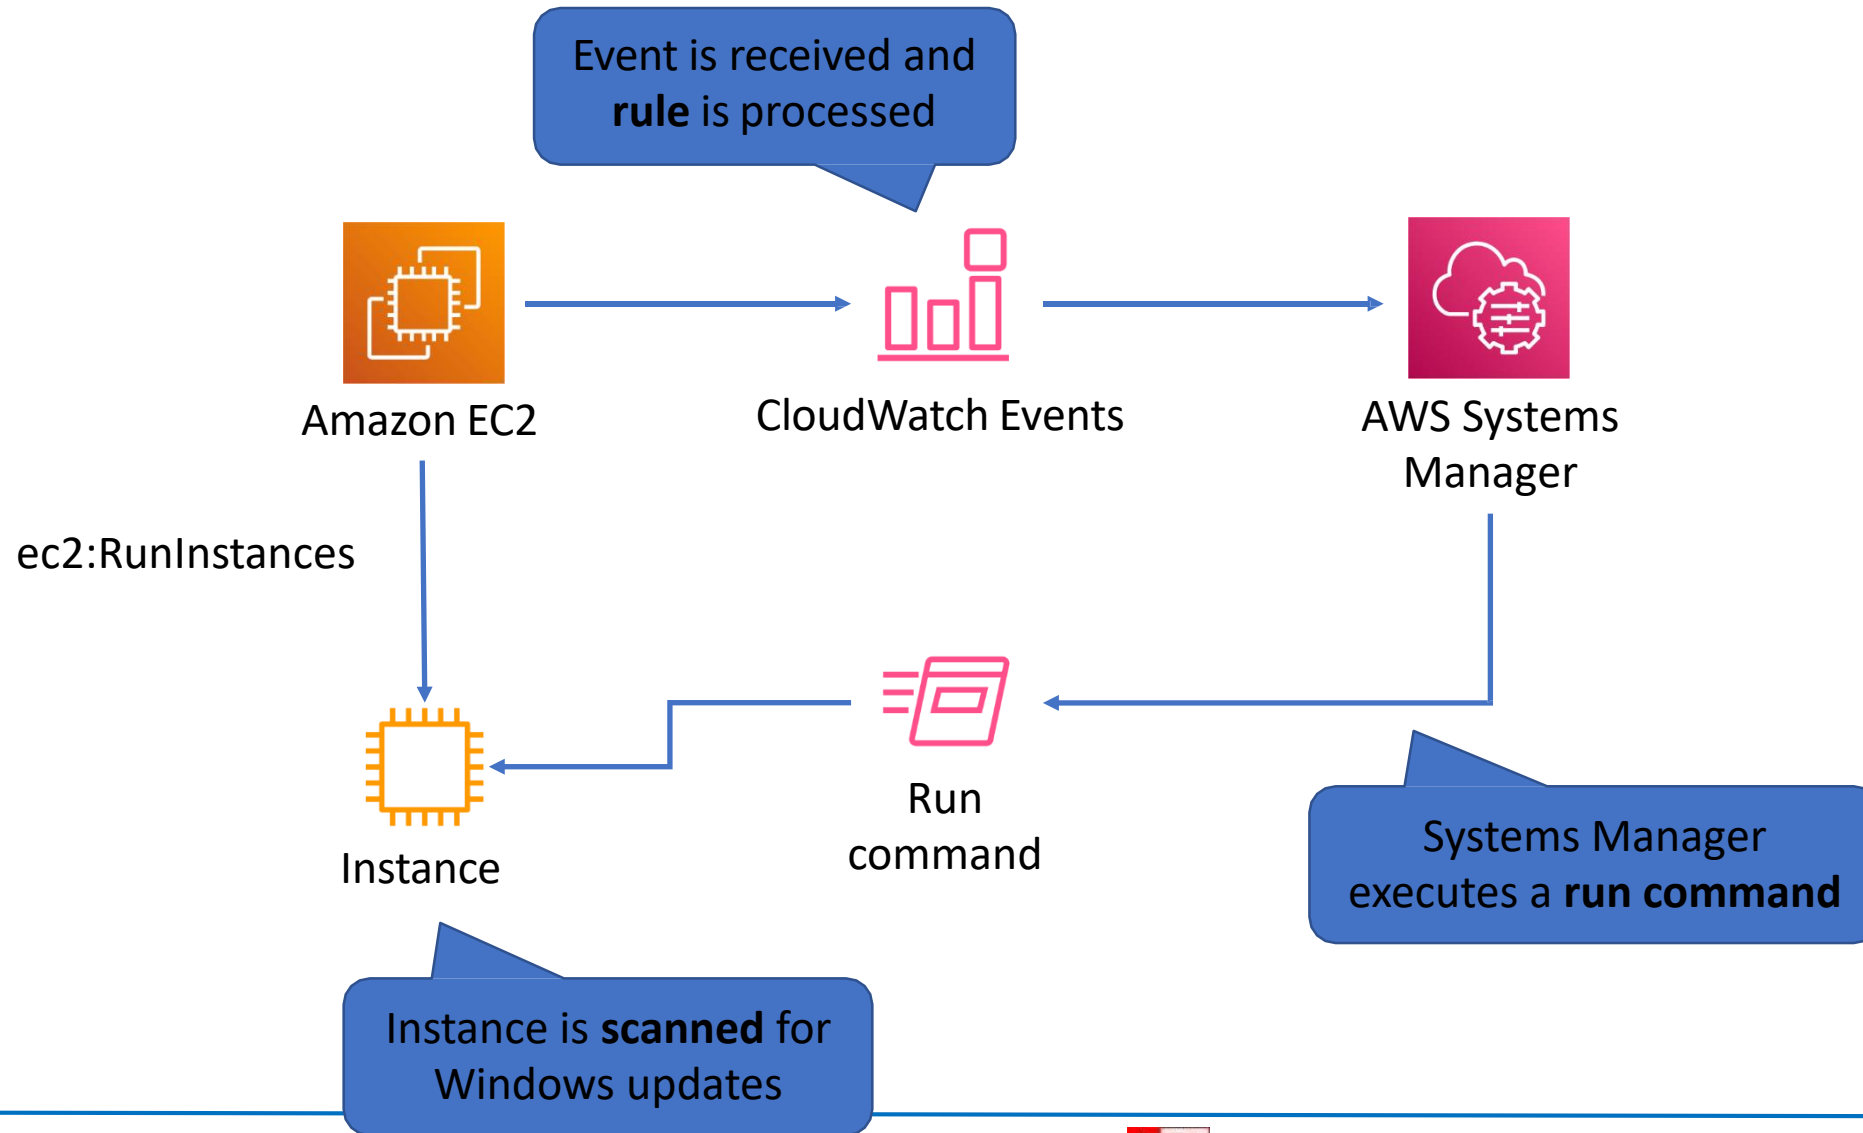 Event is received and
rule is processed
Amazon EC2
CloudWatch Events
AWS Systems
Manager
ec2:RunInstances
Run
command
Instance
Systems Manager
executes a run command
Instance is scanned for
Windows updates